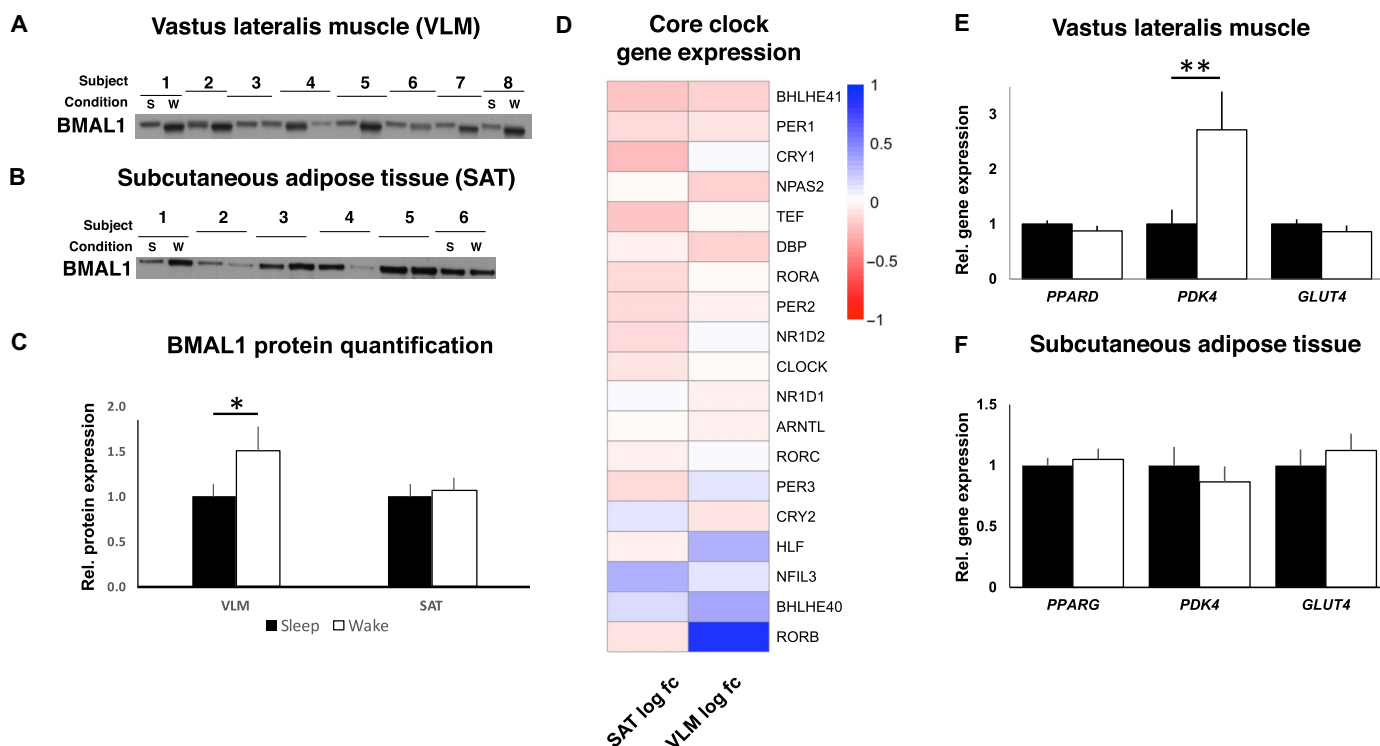 A
Vastus lateralis muscle (VLM)
Subject 1 2 3 4 5 6 7 8
Condition S W S W
BMAL1
B
Subcutaneous adipose tissue (SAT)
Subject 1 2 3 4 5 6
Condition S W S W
BMAL1
C
BMAL1 protein quantification
Rel. protein expression
2.0
1.5
1.0
0.5
0.0
*
VLM SAT
Sleep Wake
D
Core clock
gene expression
BHLHE41
PER1
CRY1
NPAS2
TEF
DBP
RORA
PER2
NR1D2
CLOCK
NR1D1
ARNTL
RORC
PER3
CRY2
HLF
NFIL3
BHLHE40
RORB
1
0.5
0
−0.5
−1
SAT log fc
VLM log fc
E
Vastus lateralis muscle
Rel. gene expression
3
2
1
0
**
PPARD PDK4 GLUT4
F
Subcutaneous adipose tissue
Rel. gene expression
1.5
1
0.5
0
PPARG PDK4 GLUT4